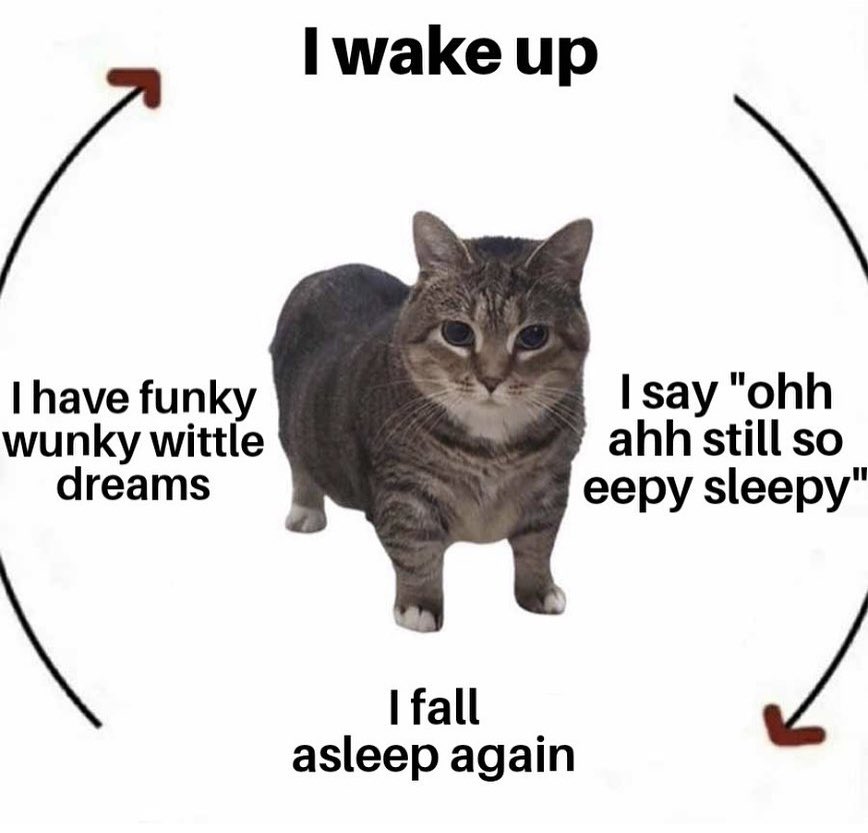 I wake up
I say "ohh
ahh still so
eepy sleepy"
I fall
asleep again
I have funky
wunky wittle
dreams